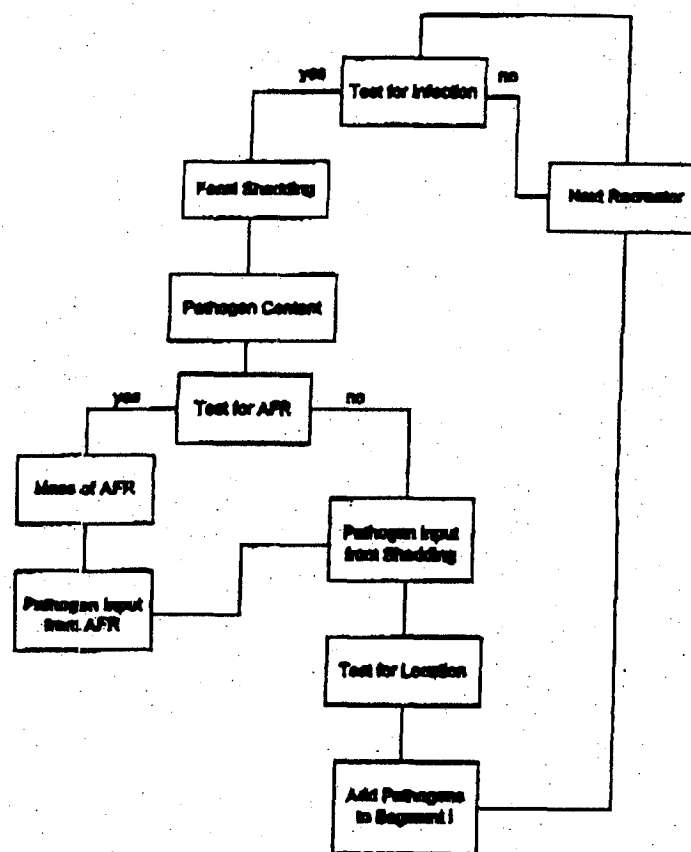 yes
Test for Infection
no
Fecal Shedding
Next Recreator
Pathogen Content
yes
Test for AFR
no
Mass of AFR
Pathogen Input
from Shedding
Pathogen Input
from AFR
Test for Location
Add Pathogens
to Segment i